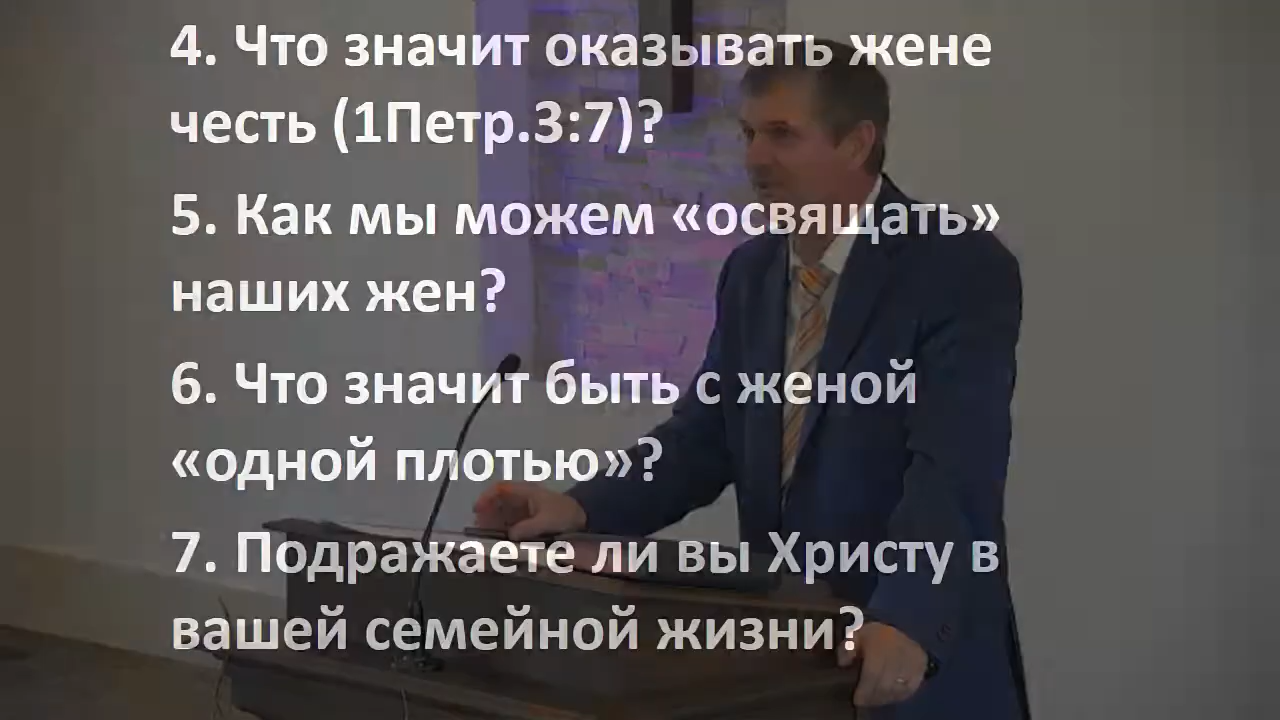 4. Что значит оказывать жене
честь (1Петр.3:7)?
5. Как мы можем «освящать»
наших жен?
6. Что значит быть с женой
«одной плотью»?
7. Подражаете ли вы Христу в
вашей семейной жизни?